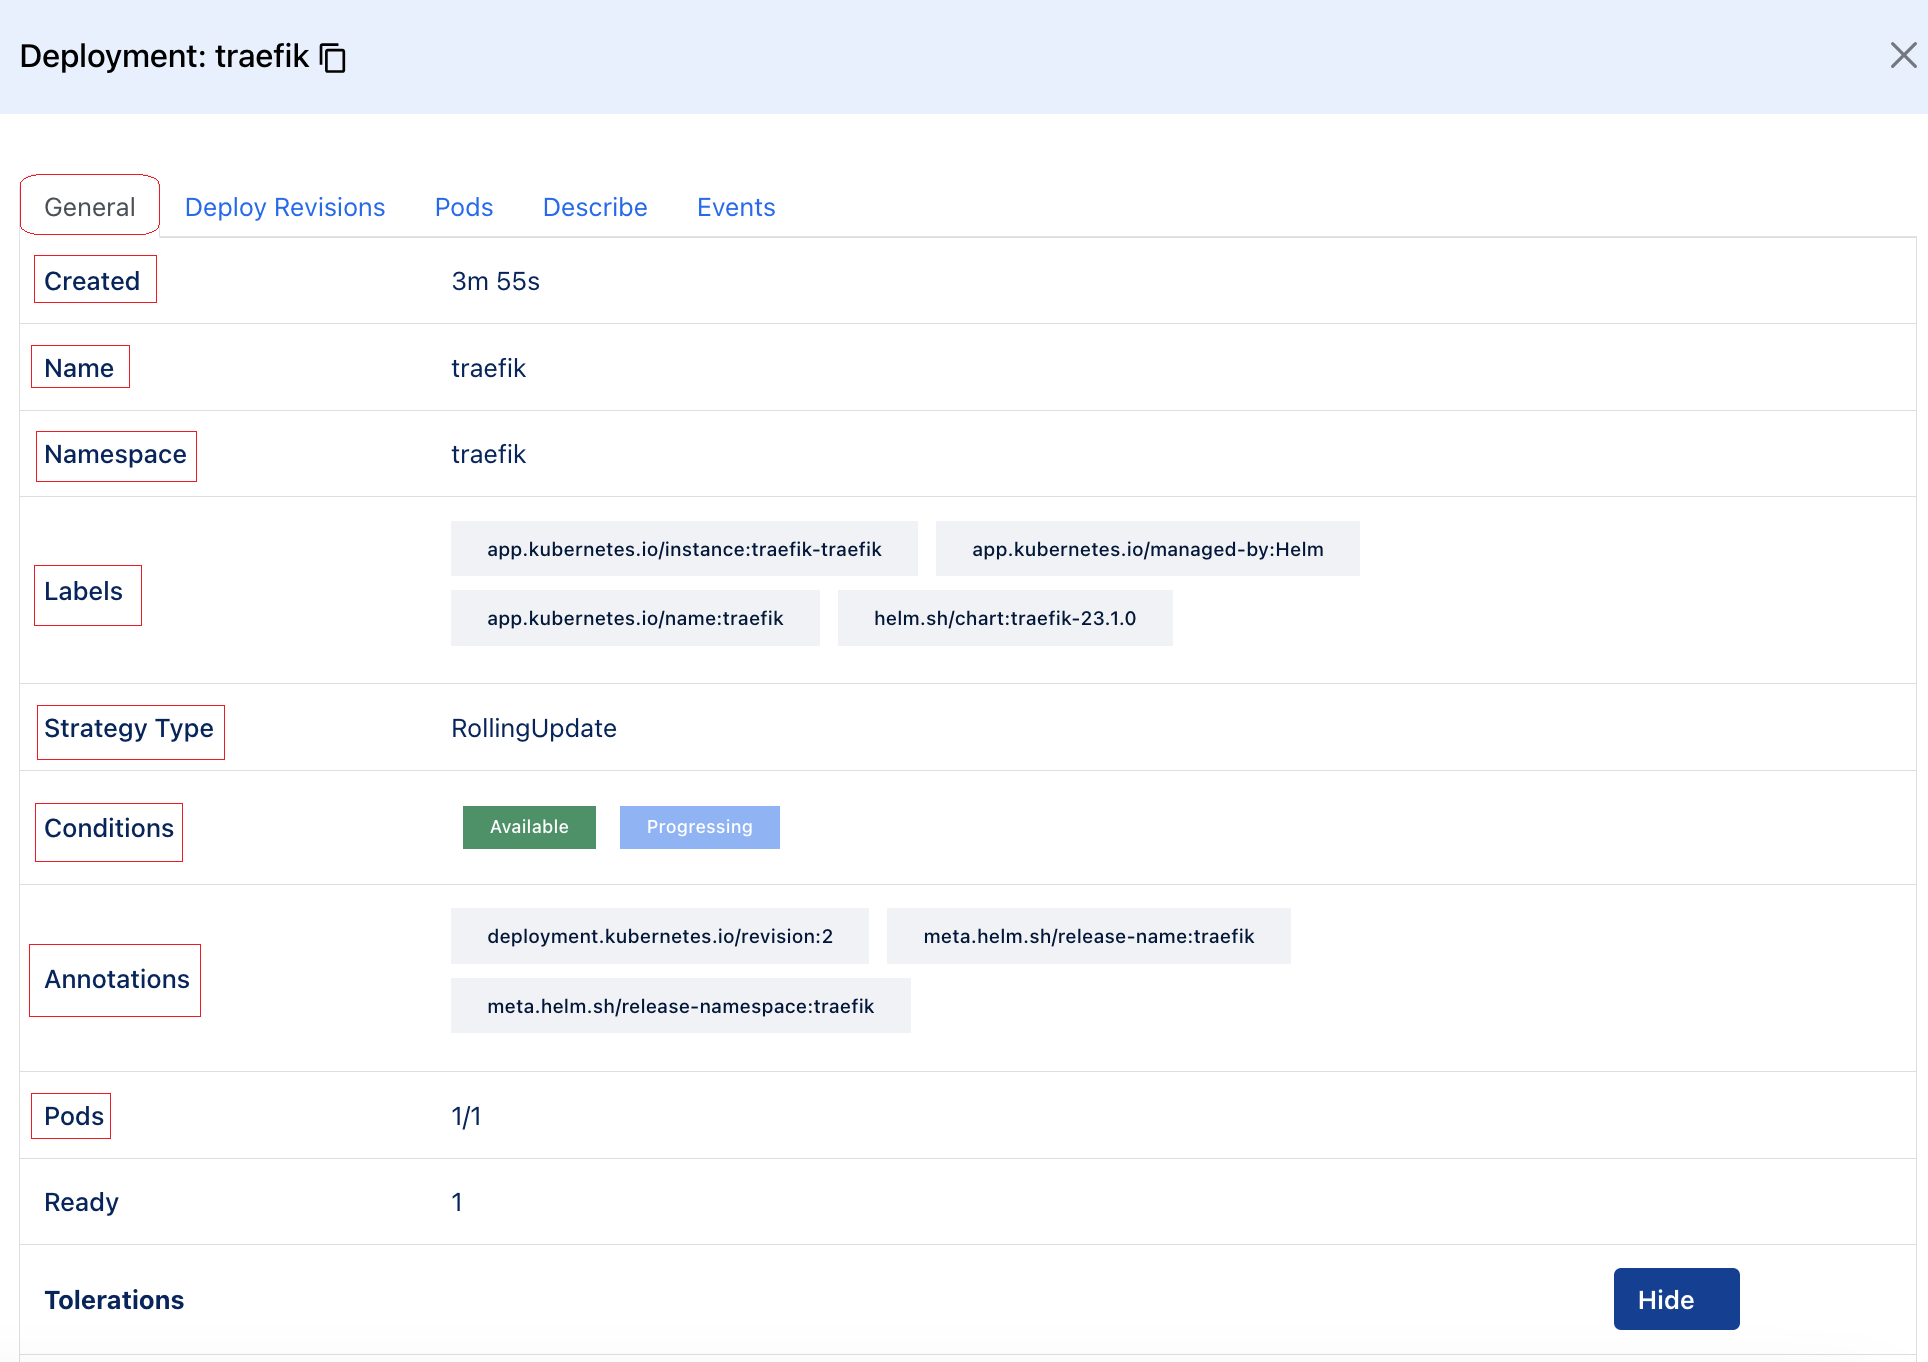 Deployment: traefik
General Deploy Revisions Pods Describe Events
Created 3m 55s
Name traefik
Namespace traefik
Labels
app.kubernetes.io/instance:traefik-traefik app.kubernetes.io/managed-by:Helm
app.kubernetes.io/name:traefik helm.sh/chart:traefik-23.1.0
Strategy Type RollingUpdate
Conditions Available Progressing
Annotations
deployment.kubernetes.io/revision:2 meta.helm.sh/release-name:traefik
meta.helm.sh/release-namespace:traefik
Pods 1/1
Ready 1
Tolerations Hide